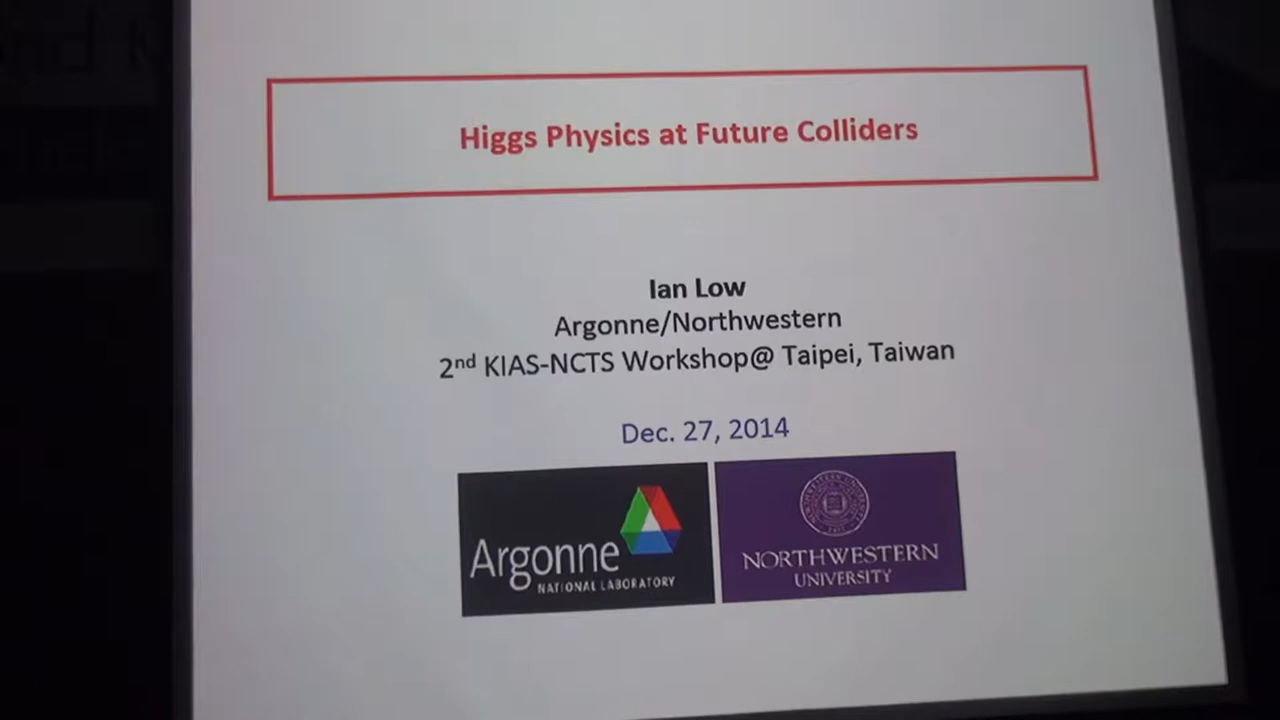 Higgs Physics at Future Colliders
Ian Low
Argonne/Northwestern
2nd KIAS-NCTS Workshop@ Taipei, Taiwan
Dec. 27, 2014
Argonne
NATIONAL LABORATORY
NORTHWESTERN
UNIVERSITY